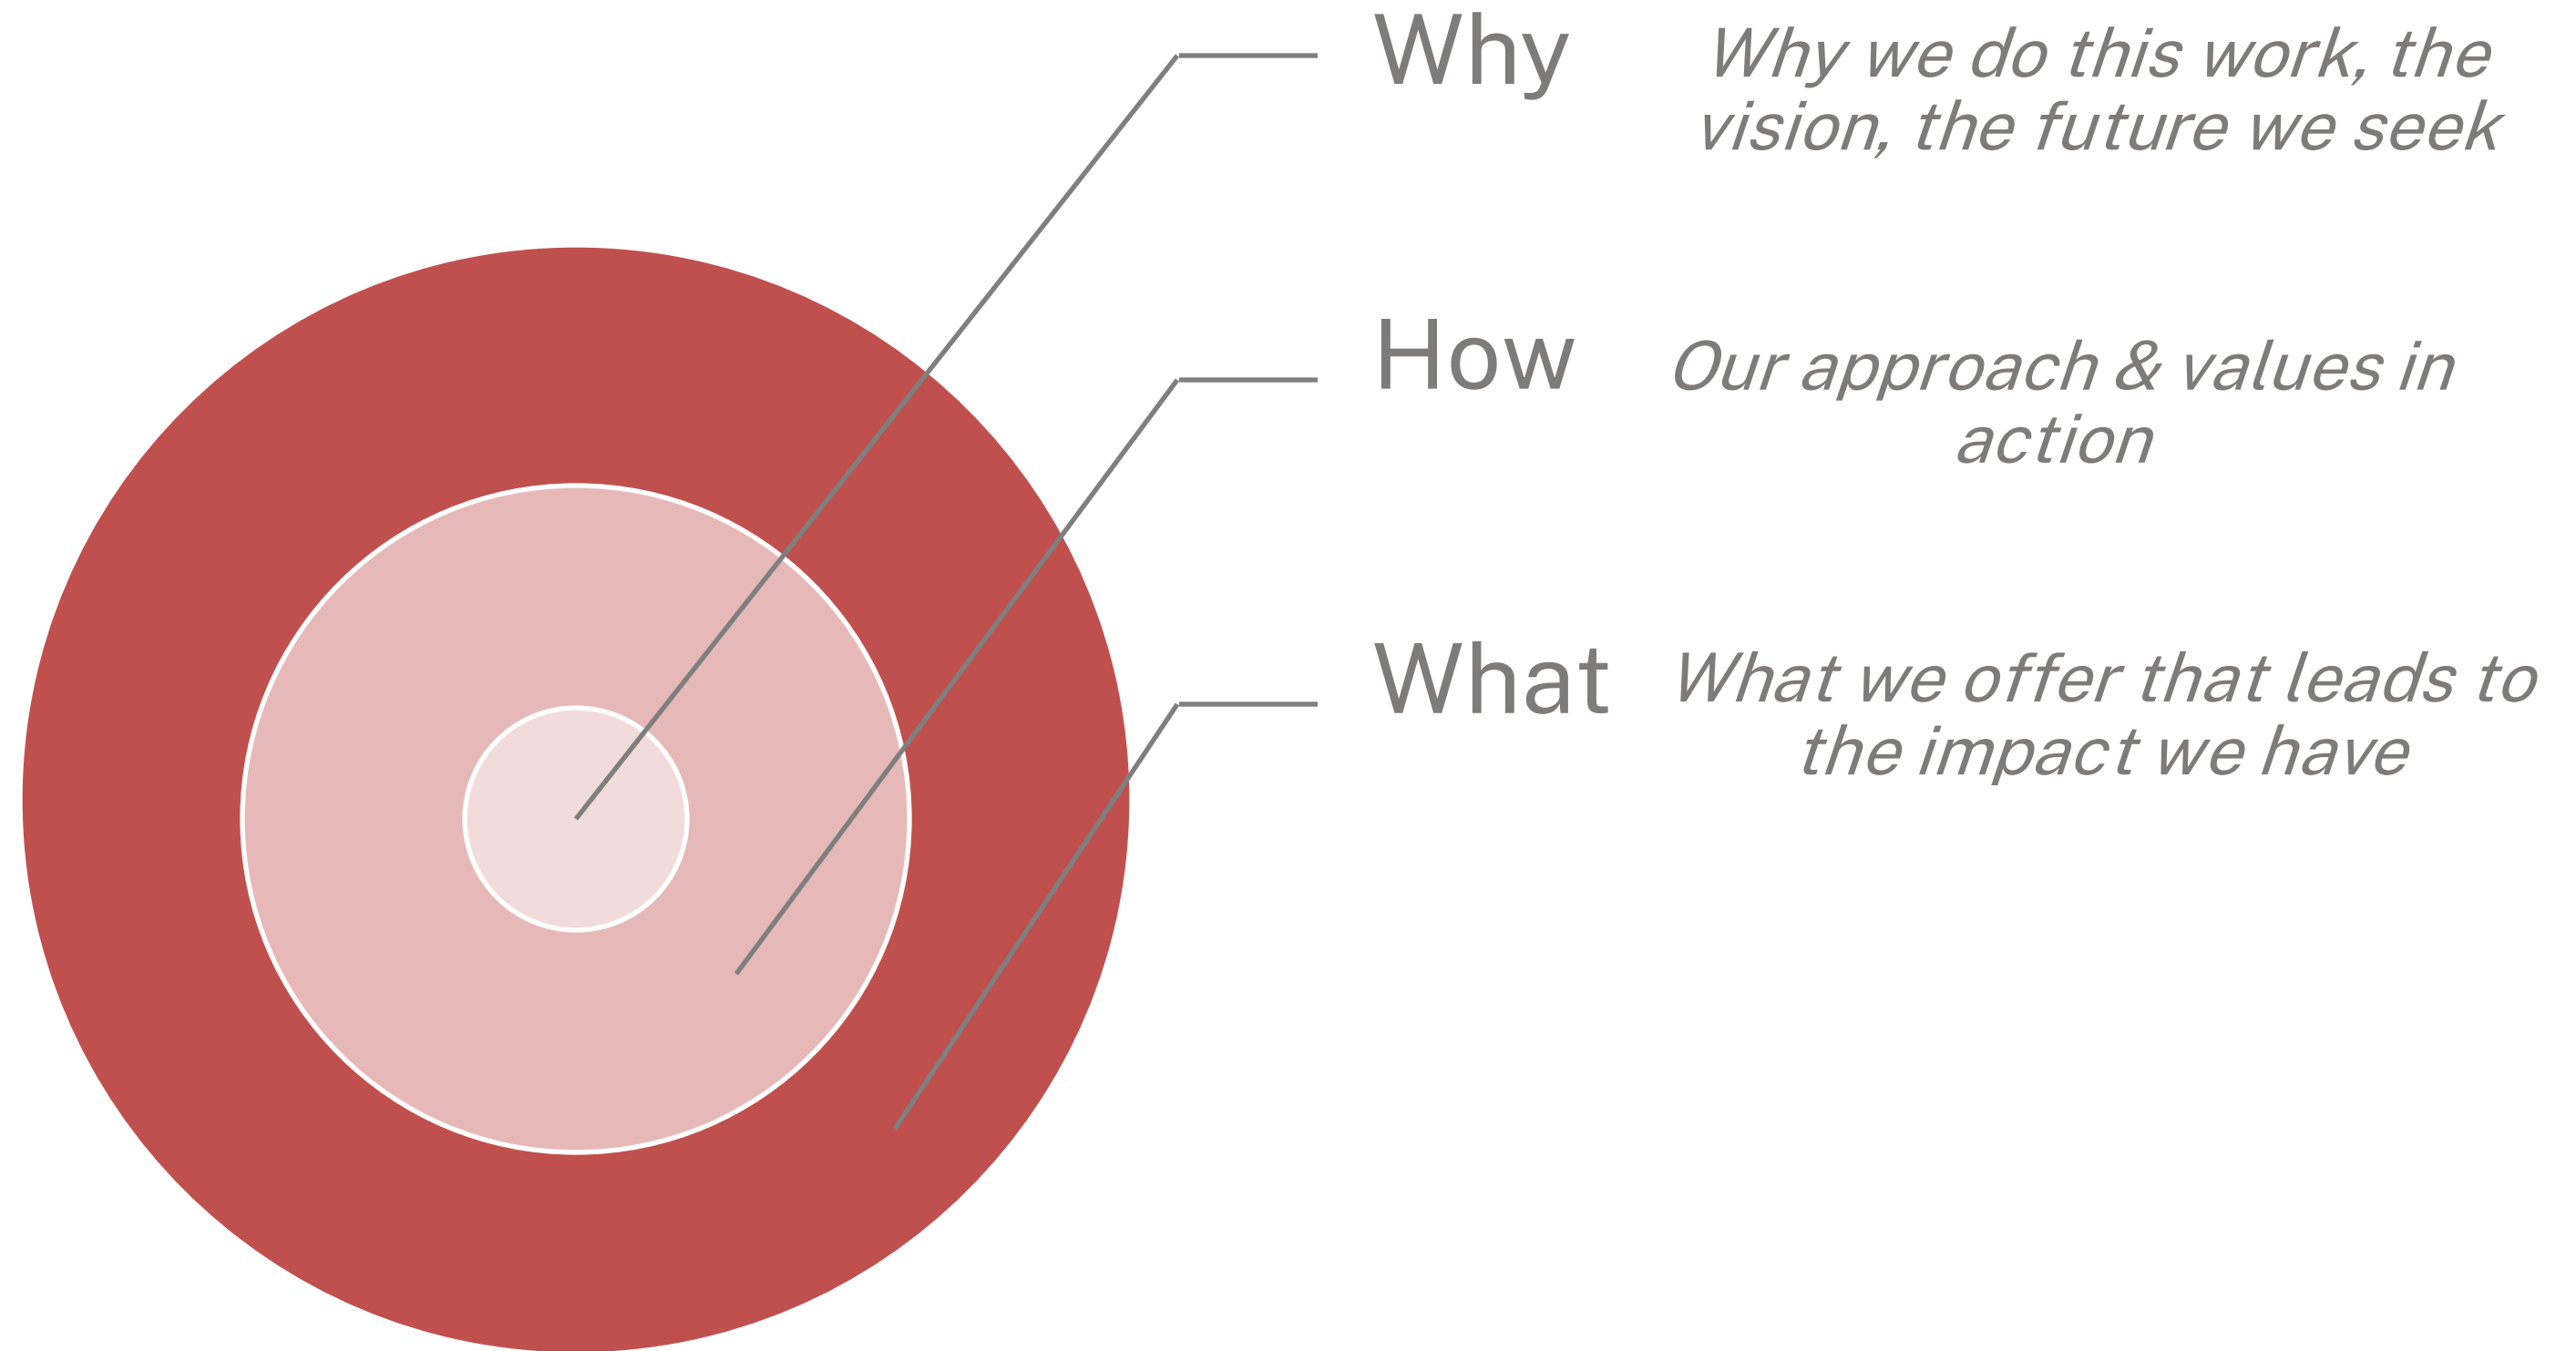 Why
Why we do this work, the
vision, the future we seek
How
Our approach & values in
action
What
What we offer that leads to
the impact we have